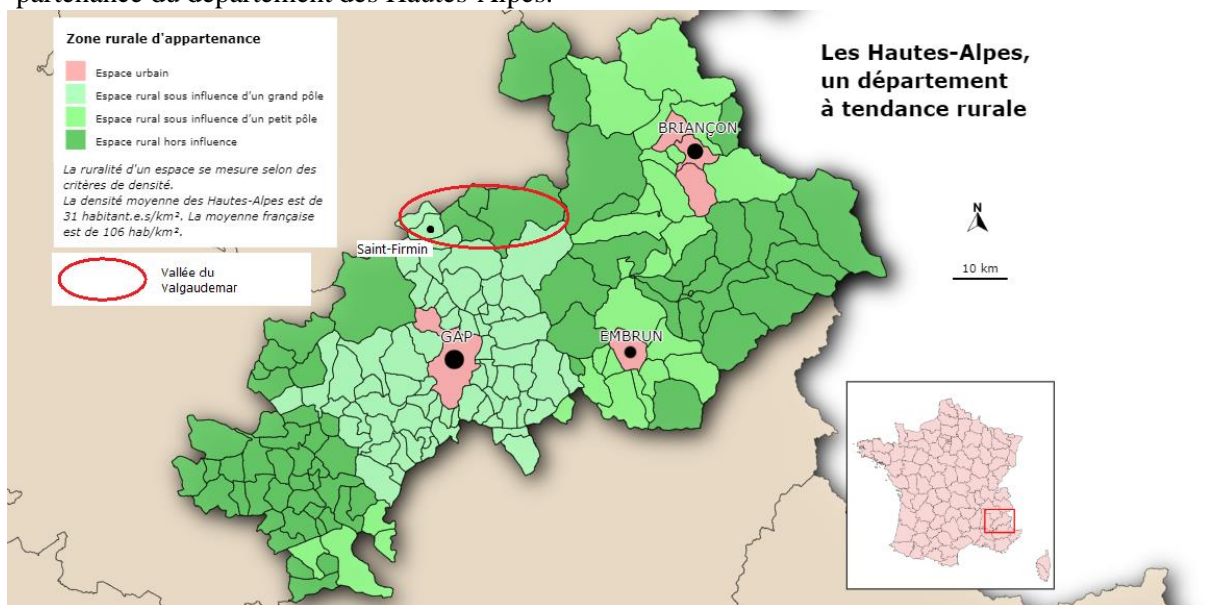 partenance du département des Hautes-Alpes.
Zone rurale d'appartenance
Espace urbain
Espace rural sous influence d'un grand pôle
Espace rural sous influence d'un petit pôle
Espace rural hors influence
La ruralité d'un espace se mesure selon des
critères de densité.
La densité moyenne des Hautes-Alpes est de
31 habitant.e.s/km². La moyenne française
est de 106 hab/km².
Vallée du
Valgaudemar
Les Hautes-Alpes,
un département
à tendance rurale
BRIANÇON
Saint-Firmin
GAP
EMBRUN
N
10 km